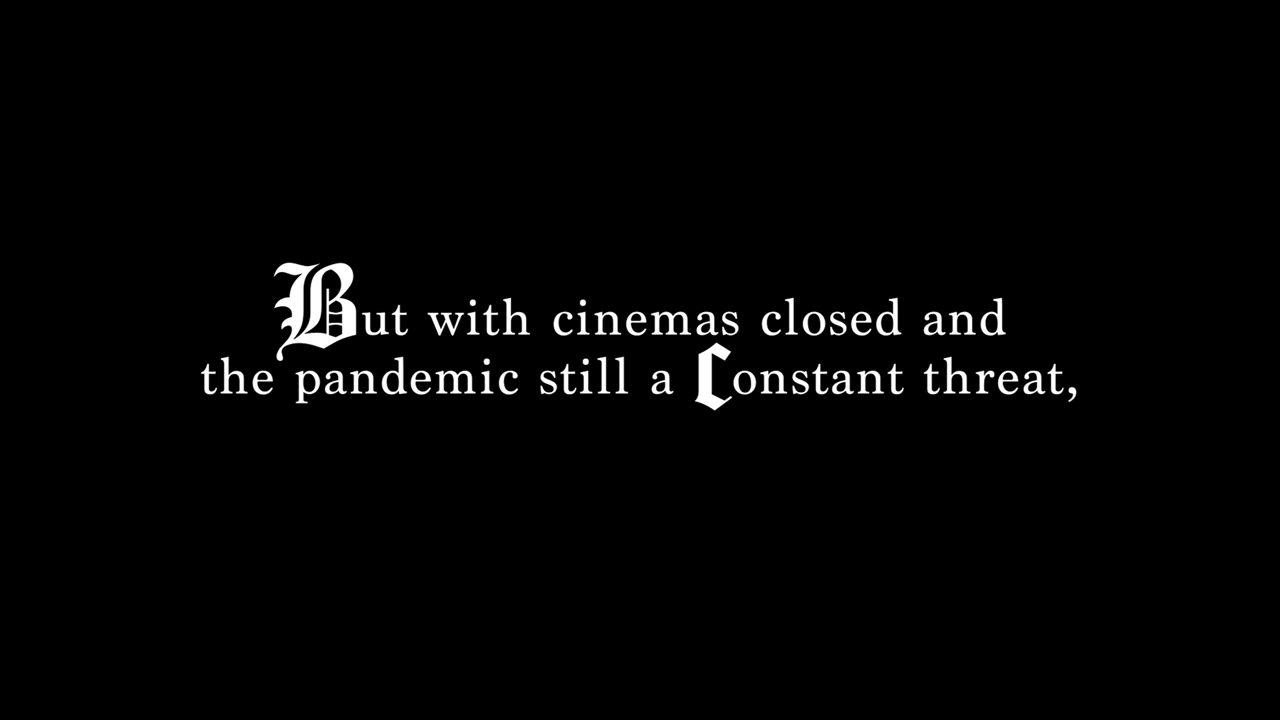 But with cinemas closed and
the pandemic still a Constant threat,